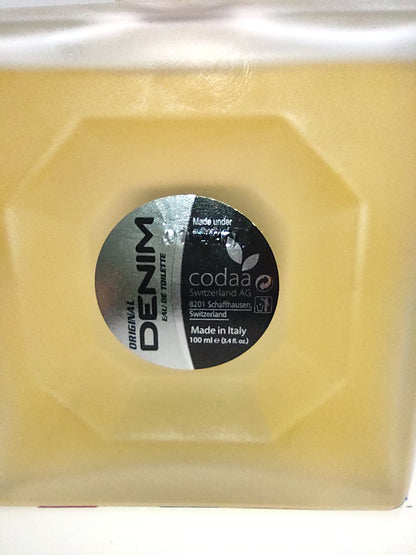 ORIGINAL
DENIM
EAU DE TOILETTE
Made under
codaa
Switzerland AG
8201 Schaffhausen,
Switzerland
Made in Italy
100 ml e (3.4 fl. oz.)